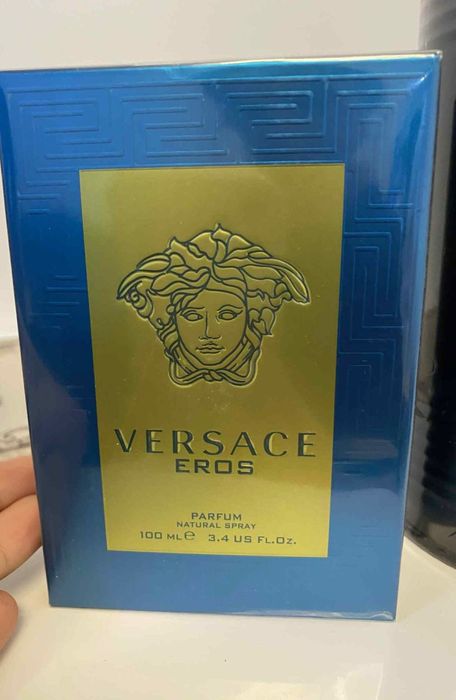 VERSACE
EROS
PARFUM
NATURAL SPRAY
100 ML℮ 3.4 US FL.Oz.